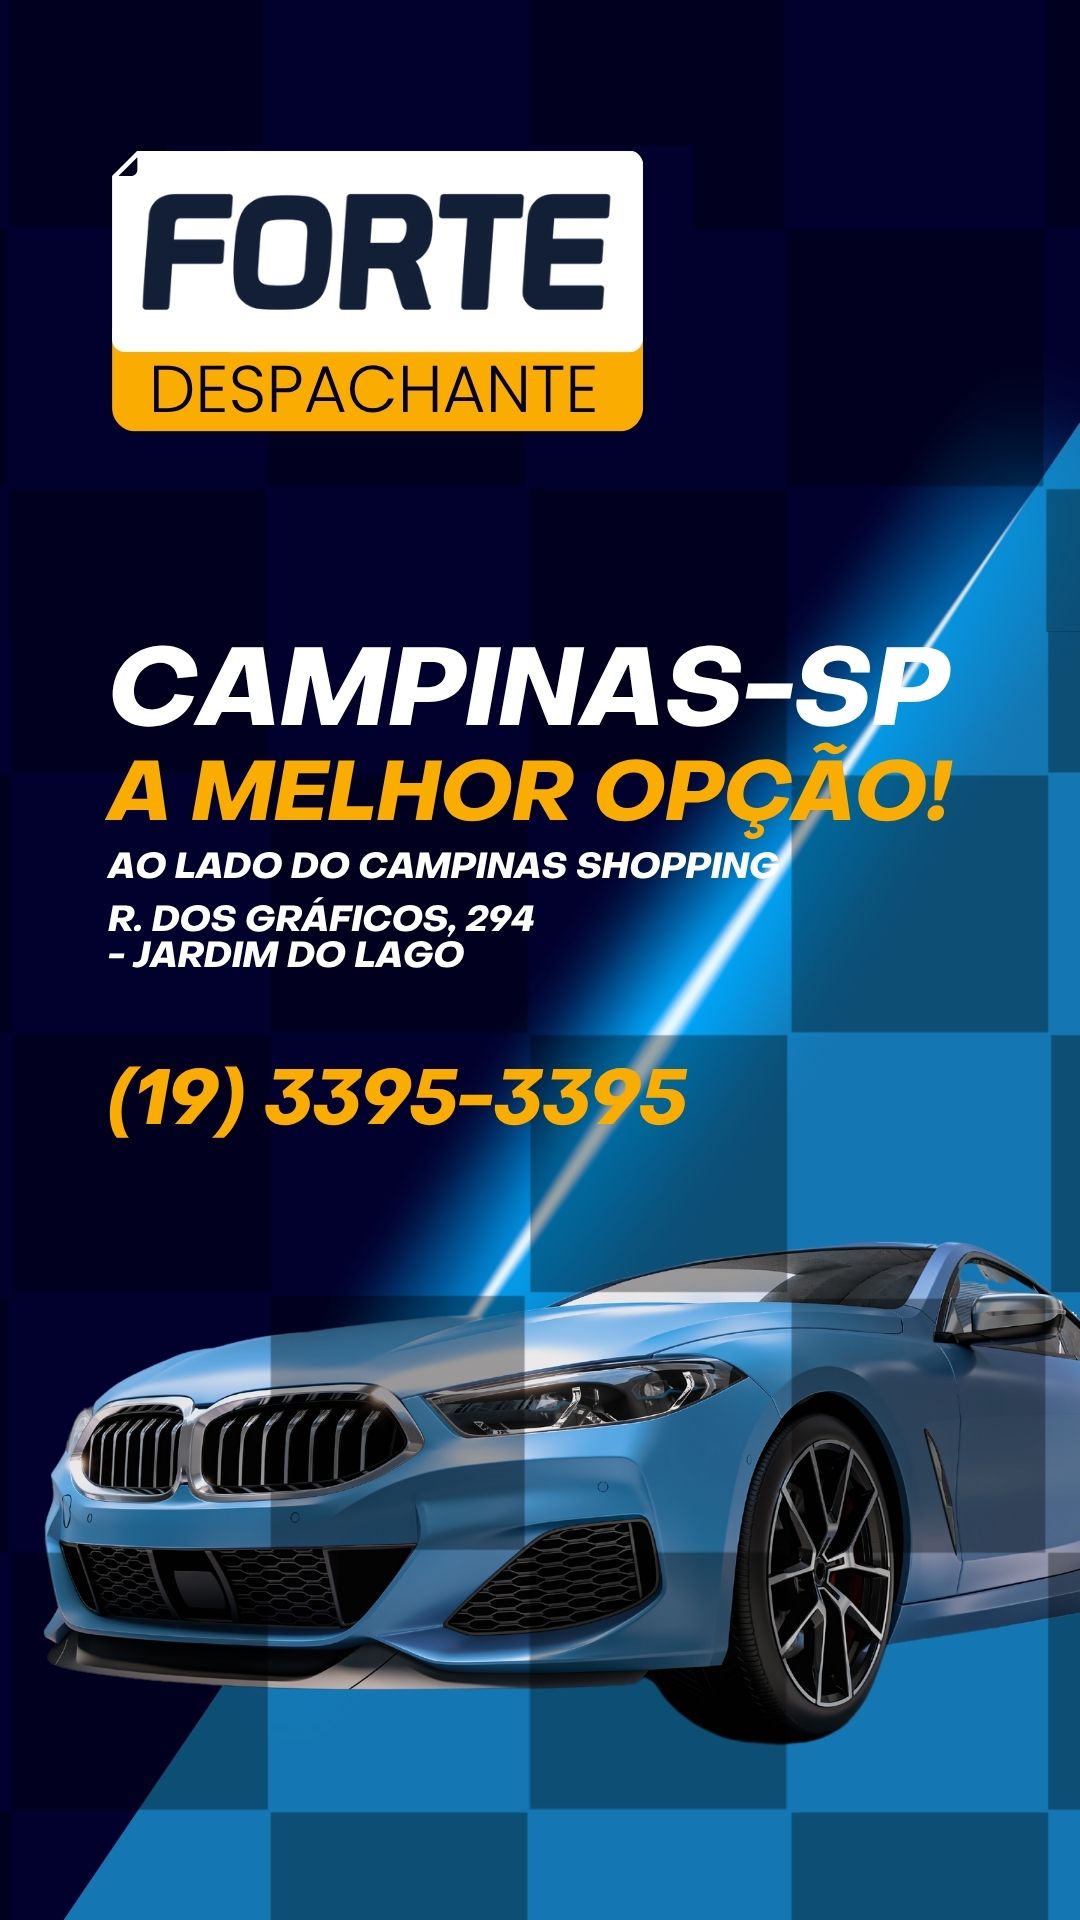 FORTE
DESPACHANTE
CAMPINAS-SP
A MELHOR OPÇÃO!
AO LADO DO CAMPINAS SHOPPING
R. DOS GRÁFICOS, 294
- JARDIM DO LAGO
(19) 3395-3395